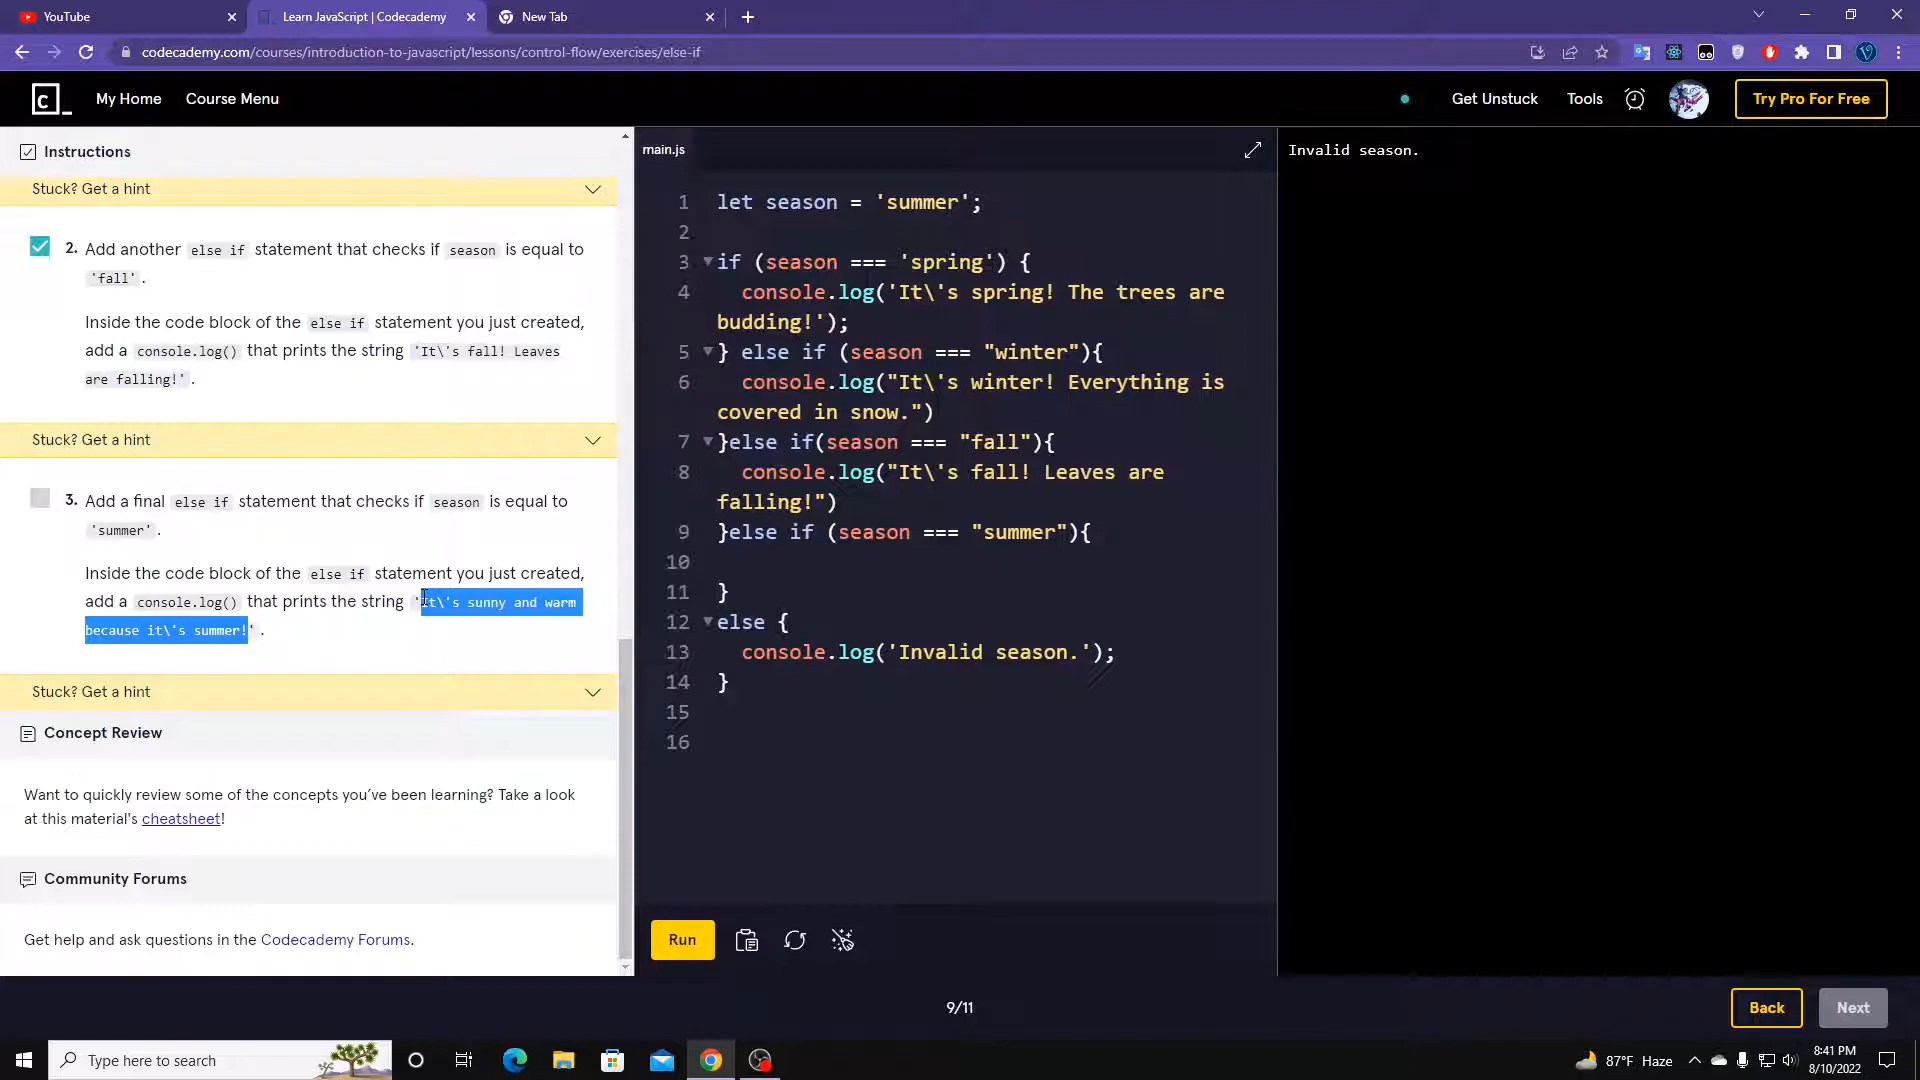 YouTube
Learn JavaScript | Codecademy
New Tab
codecademy.com/courses/introduction-to-javascript/lessons/control-flow/exercises/else-if
C_
My Home
Course Menu
Get Unstuck
Tools
Try Pro For Free
Instructions
Stuck? Get a hint
2. Add another else if statement that checks if season is equal to
'fall'.
Inside the code block of the else if statement you just created,
add a console.log() that prints the string 'It\'s fall! Leaves
are falling!'.
Stuck? Get a hint
3. Add a final else if statement that checks if season is equal to
'summer'.
Inside the code block of the else if statement you just created,
add a console.log() that prints the string 'It\'s sunny and warm
because it\'s summer!'.
Stuck? Get a hint
Concept Review
Want to quickly review some of the concepts you've been learning? Take a look
at this material's cheatsheet!
Community Forums
Get help and ask questions in the Codecademy Forums.
main.js
1 let season = 'summer';
2
3 if (season === 'spring') {
4 console.log('It\'s spring! The trees are
budding!');
5 } else if (season === "winter"){
6 console.log("It\'s winter! Everything is
covered in snow.")
7 }else if(season === "fall"){
8 console.log("It\'s fall! Leaves are
falling!")
9 }else if (season === "summer"){
10
11 }
12 else {
13 console.log('Invalid season.');
14 }
15
16
Run
Invalid season.
9/11
Back
Next
Type here to search
87°F Haze
8:41 PM
8/10/2022